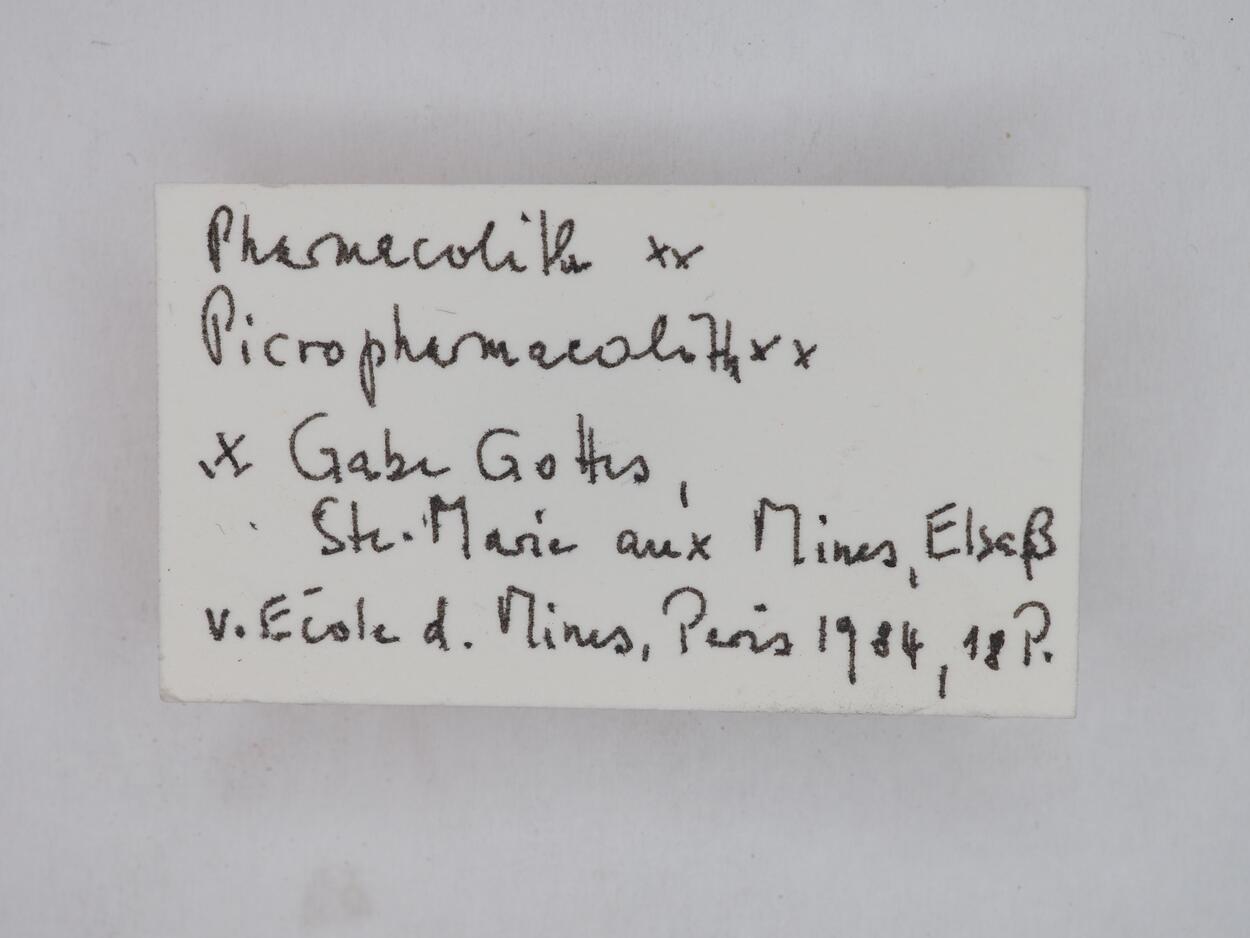 Pharmacolith xx
Picropharmacolith xx
⚒ Gabe Gottes,
Ste. Marie aux Mines, Elsaß
v. École d. Mines, Paris 1984, 18 P.